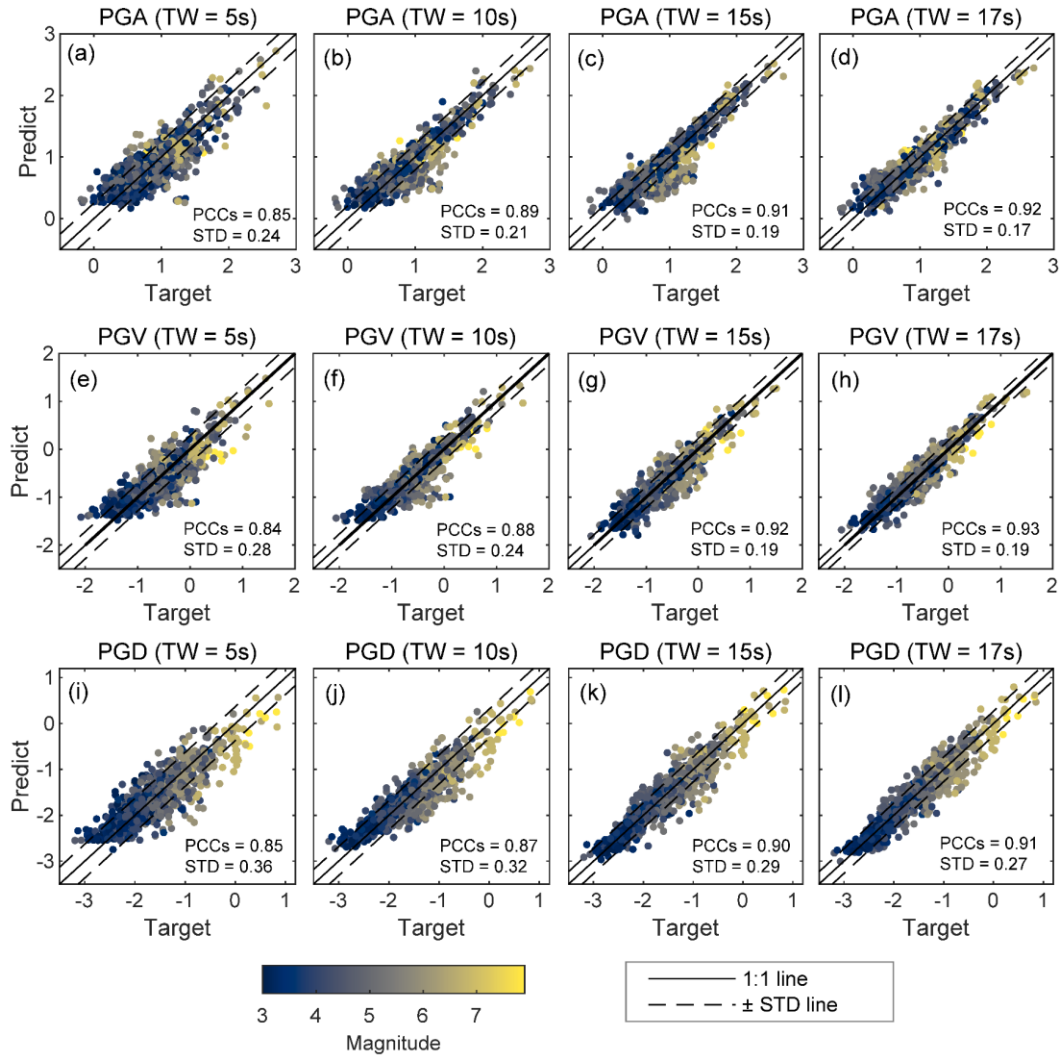 PGA (TW = 5s)
PGA (TW = 10s)
PGA (TW = 15s)
PGA (TW = 17s)
3
2
1
0
Predict
(a)
PCCs = 0.85
STD = 0.24
(b)
PCCs = 0.89
STD = 0.21
(c)
PCCs = 0.91
STD = 0.19
(d)
PCCs = 0.92
STD = 0.17
0 1 2 3
0 1 2 3
0 1 2 3
0 1 2 3
Target
Target
Target
Target
PGV (TW = 5s)
PGV (TW = 10s)
PGV (TW = 15s)
PGV (TW = 17s)
2
1
0
-1
-2
Predict
(e)
PCCs = 0.84
STD = 0.28
(f)
PCCs = 0.88
STD = 0.24
(g)
PCCs = 0.92
STD = 0.19
(h)
PCCs = 0.93
STD = 0.19
-2 -1 0 1 2
-2 -1 0 1 2
-2 -1 0 1 2
-2 -1 0 1 2
Target
Target
Target
Target
PGD (TW = 5s)
PGD (TW = 10s)
PGD (TW = 15s)
PGD (TW = 17s)
1
0
-1
-2
-3
Predict
(i)
PCCs = 0.85
STD = 0.36
(j)
PCCs = 0.87
STD = 0.32
(k)
PCCs = 0.90
STD = 0.29
(l)
PCCs = 0.91
STD = 0.27
-3 -2 -1 0 1
-3 -2 -1 0 1
-3 -2 -1 0 1
-3 -2 -1 0 1
Target
Target
Target
Target
3 4 5 6 7
Magnitude
1:1 line
± STD line